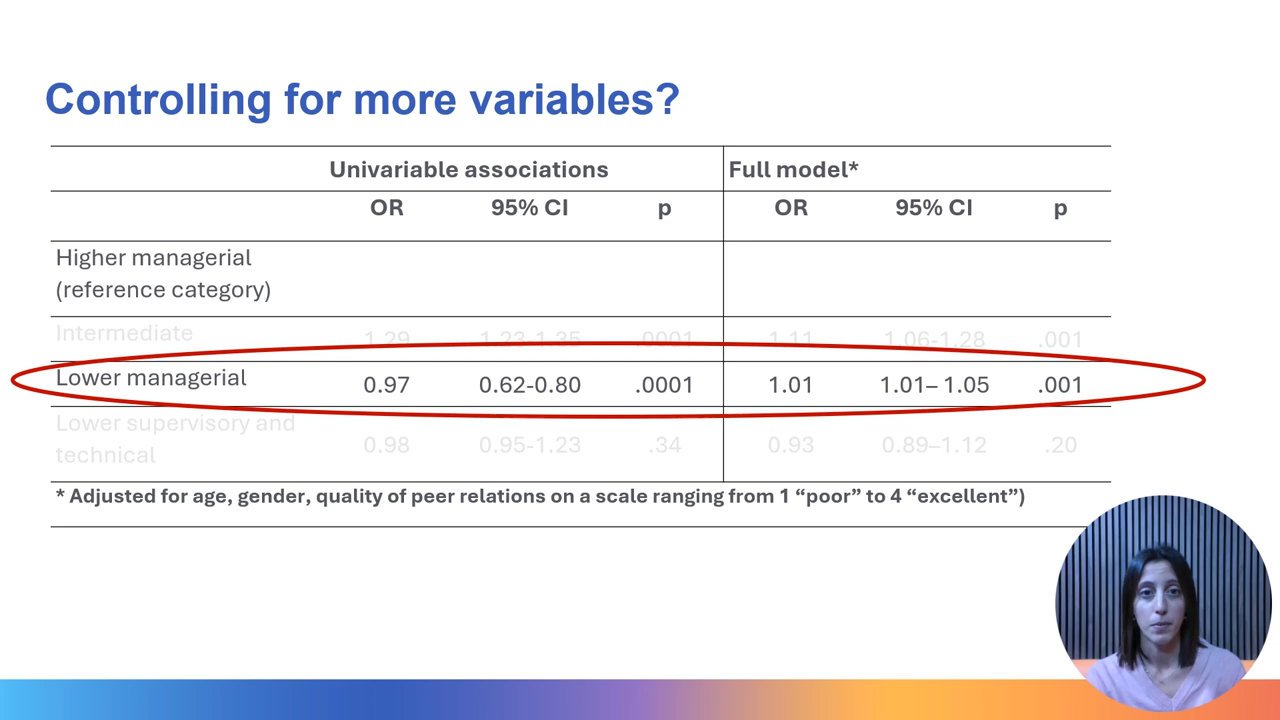 Controlling for more variables?
Univariable associations Full model*
OR 95% CI p OR 95% CI p
Higher managerial
(reference category)
Intermediate 1.29 1.23-1.35 .0001 1.11 1.06-1.28 .001
Lower managerial 0.97 0.62-0.80 .0001 1.01 1.01– 1.05 .001
Lower supervisory and
technical 0.98 0.95-1.23 .34 0.93 0.89–1.12 .20
* Adjusted for age, gender, quality of peer relations on a scale ranging from 1 “poor” to 4 “excellent”)